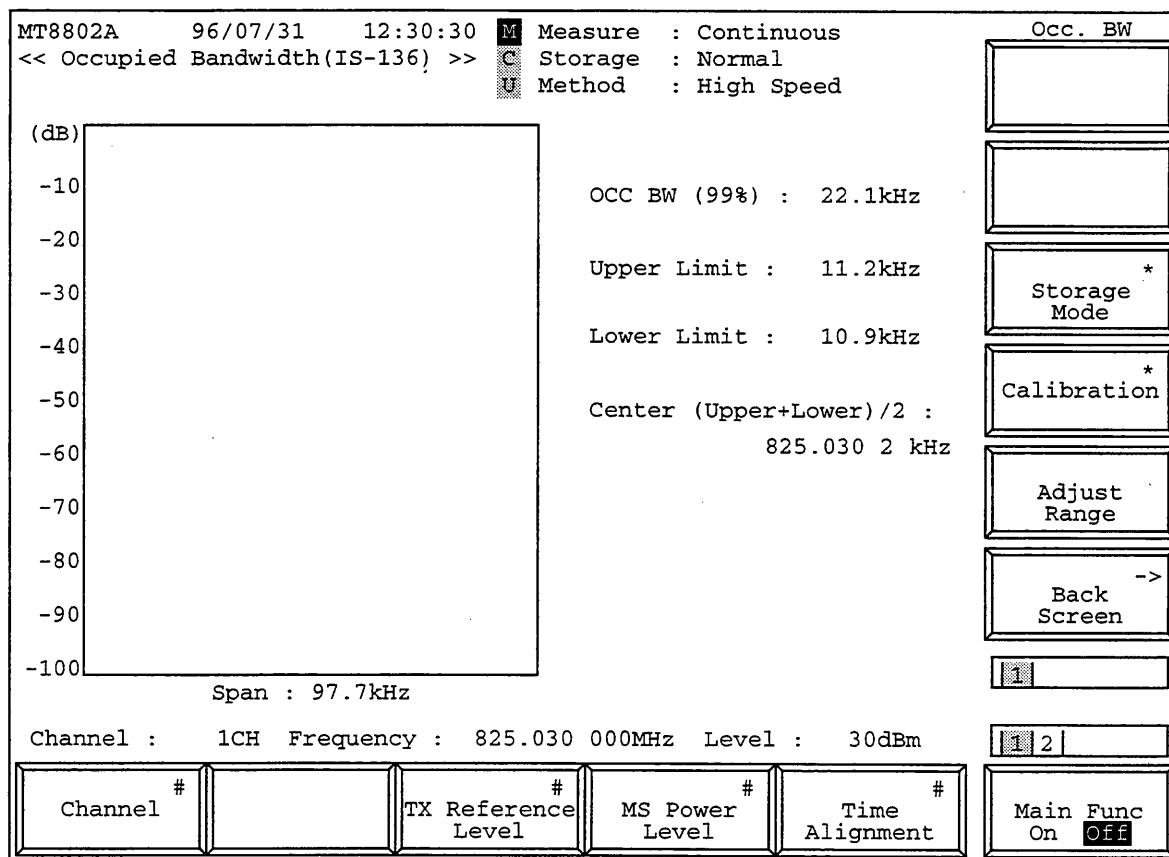 MT8802A 96/07/31 12:30:30 M Measure : Continuous
<< Occupied Bandwidth(IS-136) >> C Storage : Normal
U Method : High Speed
Occ. BW
(dB)
-10
-20
-30
-40
-50
-60
-70
-80
-90
-100
Span : 97.7kHz
OCC BW (99%) : 22.1kHz
Upper Limit : 11.2kHz
Lower Limit : 10.9kHz
Center (Upper+Lower)/2 :
825.030 2 kHz
*
Storage
Mode
*
Calibration
Adjust
Range
->
Back
Screen
1
Channel : 1CH Frequency : 825.030 000MHz Level : 30dBm
1 2
#
Channel
#
TX Reference
Level
#
MS Power
Level
#
Time
Alignment
Main Func
On Off